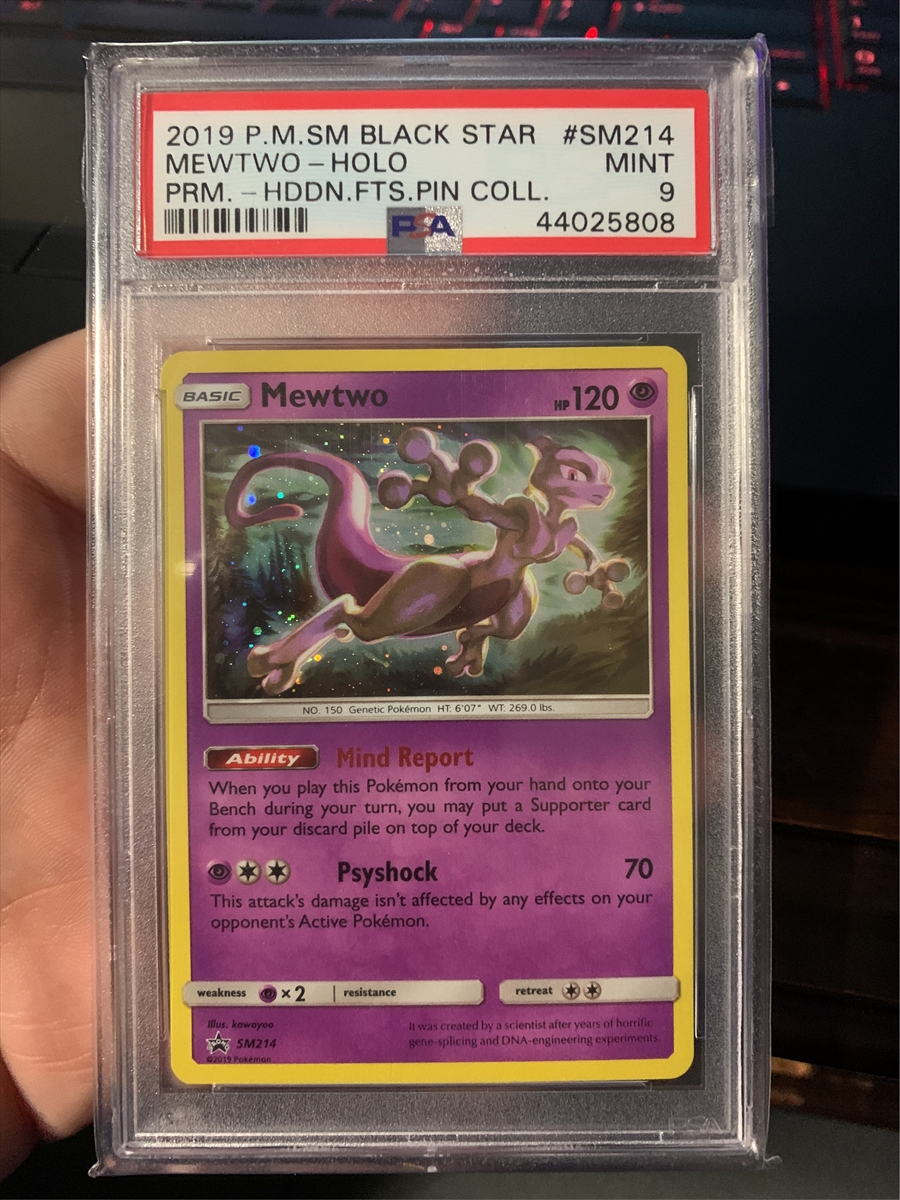 2019 P.M.SM BLACK STAR #SM214
MEWTWO - HOLO MINT
PRM. - HDDN.FTS.PIN COLL. 9
PSA 44025808
BASIC Mewtwo HP 120
NO. 150 Genetic Pokémon HT: 6'07" WT: 269.0 lbs.
Ability Mind Report
When you play this Pokémon from your hand onto your
Bench during your turn, you may put a Supporter card
from your discard pile on top of your deck.
Psyshock 70
This attack's damage isn't affected by any effects on your
opponent's Active Pokémon.
weakness ×2 resistance retreat
Illus. kawayoo
SM214
©2019 Pokémon
It was created by a scientist after years of horrific
gene-splicing and DNA-engineering experiments.